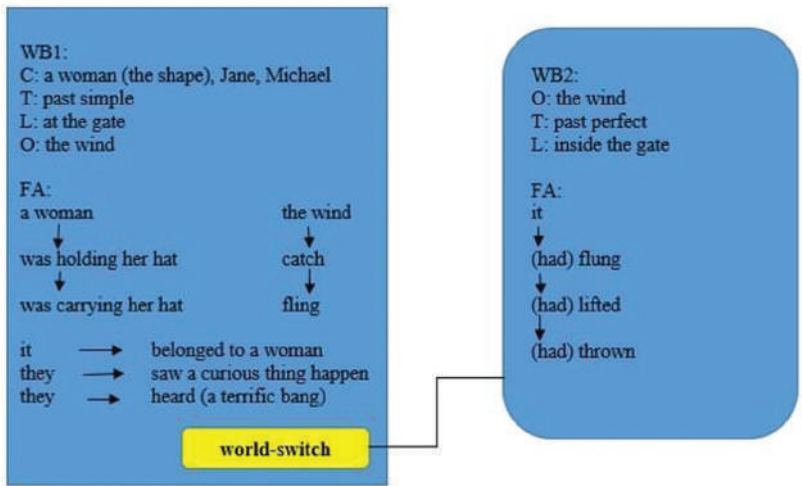 WB1:
C: a woman (the shape), Jane, Michael
T: past simple
L: at the gate
O: the wind
FA:
a woman the wind
was holding her hat catch
was carrying her hat fling
it belonged to a woman
they saw a curious thing happen
they heard (a terrific bang)
world-switch
WB2:
O: the wind
T: past perfect
L: inside the gate
FA:
it
(had) flung
(had) lifted
(had) thrown